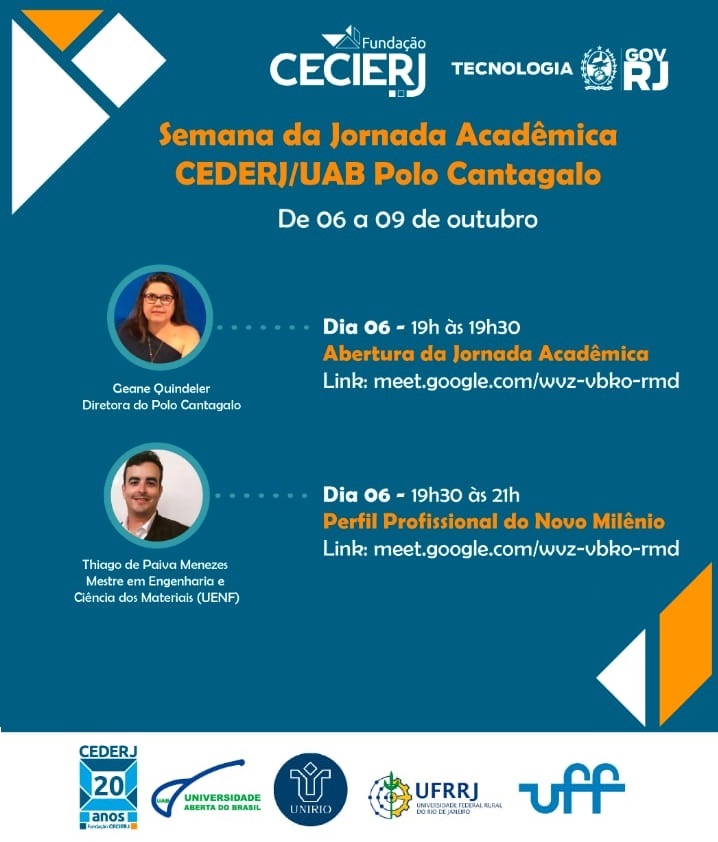 Fundação
CECIERJ
TECNOLOGIA
GOV
RJ
Semana da Jornada Acadêmica
CEDERJ/UAB Polo Cantagalo
De 06 a 09 de outubro
Dia 06 - 19h às 19h30
Abertura da Jornada Acadêmica
Link: meet.google.com/wvz-vbko-rmd
Geane Quindeler
Diretora do Polo Cantagalo
Dia 06 - 19h30 às 21h
Perfil Profissional do Novo Milênio
Link: meet.google.com/wvz-vbko-rmd
Thiago de Paiva Menezes
Mestre em Engenharia e
Ciência dos Materiais (UENF)
CEDERJ
20
anos
Fundação CECIERJ
UAB
UNIVERSIDADE
ABERTA DO BRASIL
UNIRIO
UFRRJ
UNIVERSIDADE FEDERAL RURAL
DO RIO DE JANEIRO
uff